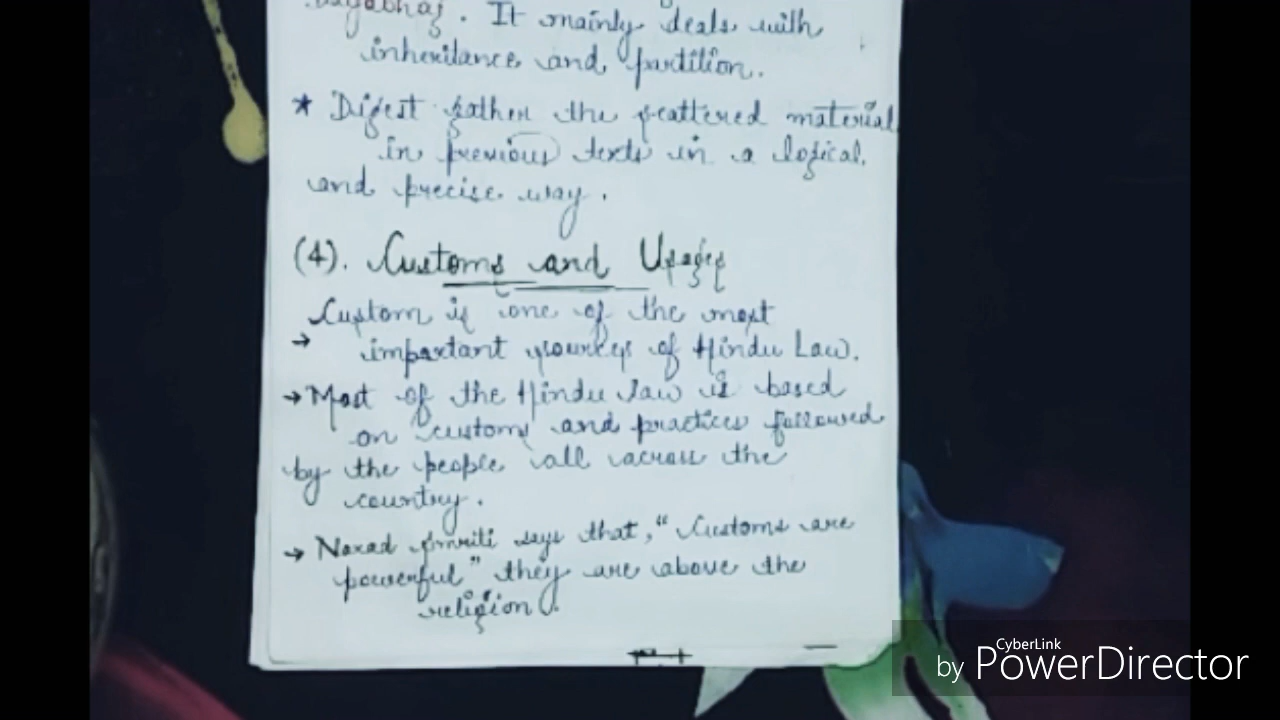 . It mainly deals with
inheritance and partition.
* Digest gather the scattered material
in previous texts in a logical
and precise way.
(4). Customs and Usages
Custom is one of the most
→ important sources of Hindu Law.
→ Most of the Hindu law is based
on customs and practices followed
by the people all across the
country.
→ Narad smriti says that, "Customs are
powerful" they are above the
religion.
CyberLink
by PowerDirector